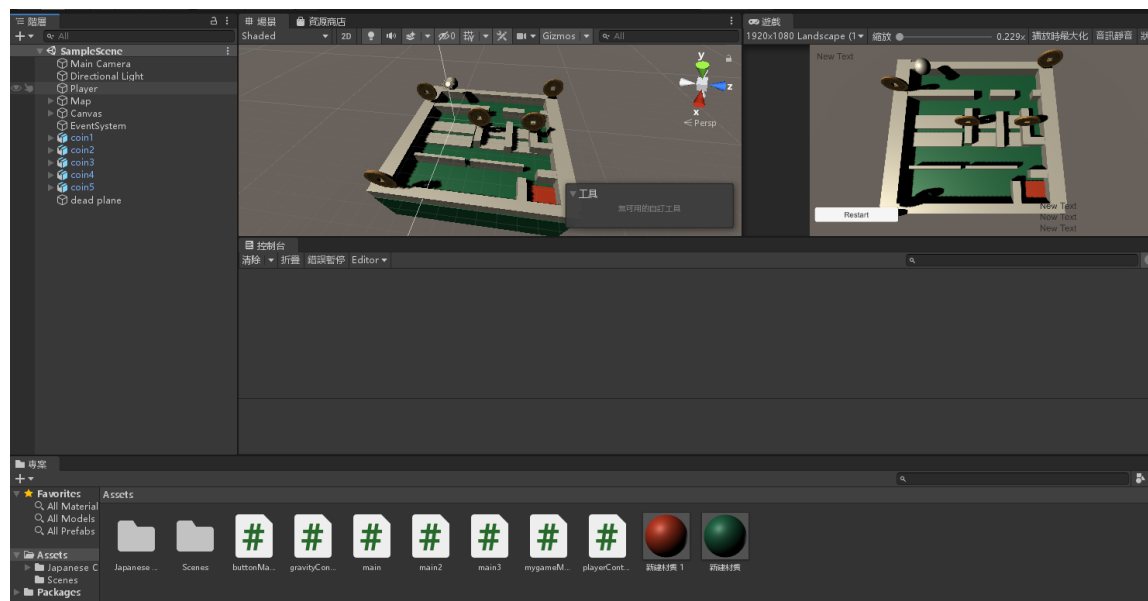 階層
All
SampleScene
Main Camera
Directional Light
Player
Map
Canvas
EventSystem
coin1
coin2
coin3
coin4
coin5
dead plane
場景
資源商店
Shaded
2D
0
Gizmos
All
y
z
x
Persp
工具
無可用的自訂工具
遊戲
1920x1080 Landscape (1
縮放
0.229x
播放時最大化
音訊靜音
狀
New Text
Restart
New Text
New Text
New Text
控制台
清除
折疊
錯誤暫停
Editor
專案
Favorites
All Material
All Models
All Prefabs
Assets
Japanese C
Scenes
Packages
Assets
Japanese ...
Scenes
buttonMa...
gravityCon...
main
main2
main3
mygameM...
playerCont...
新建材質 1
新建材質